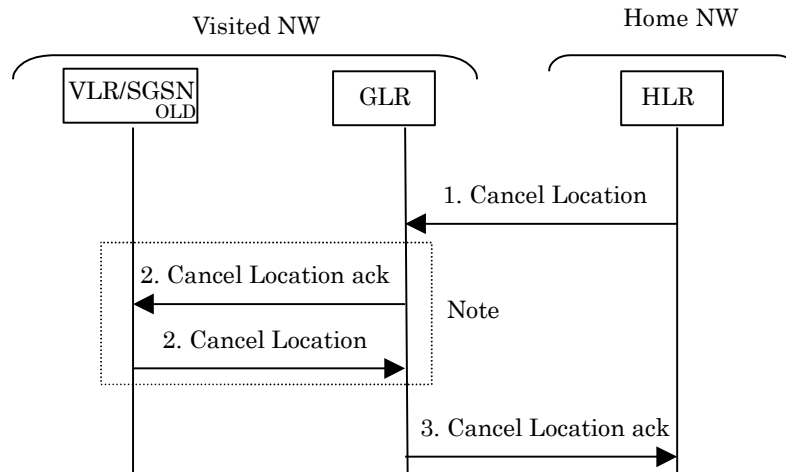 Visited NW
Home NW
VLR/SGSN
OLD
GLR
HLR
1. Cancel Location
2. Cancel Location ack
Note
2. Cancel Location
3. Cancel Location ack